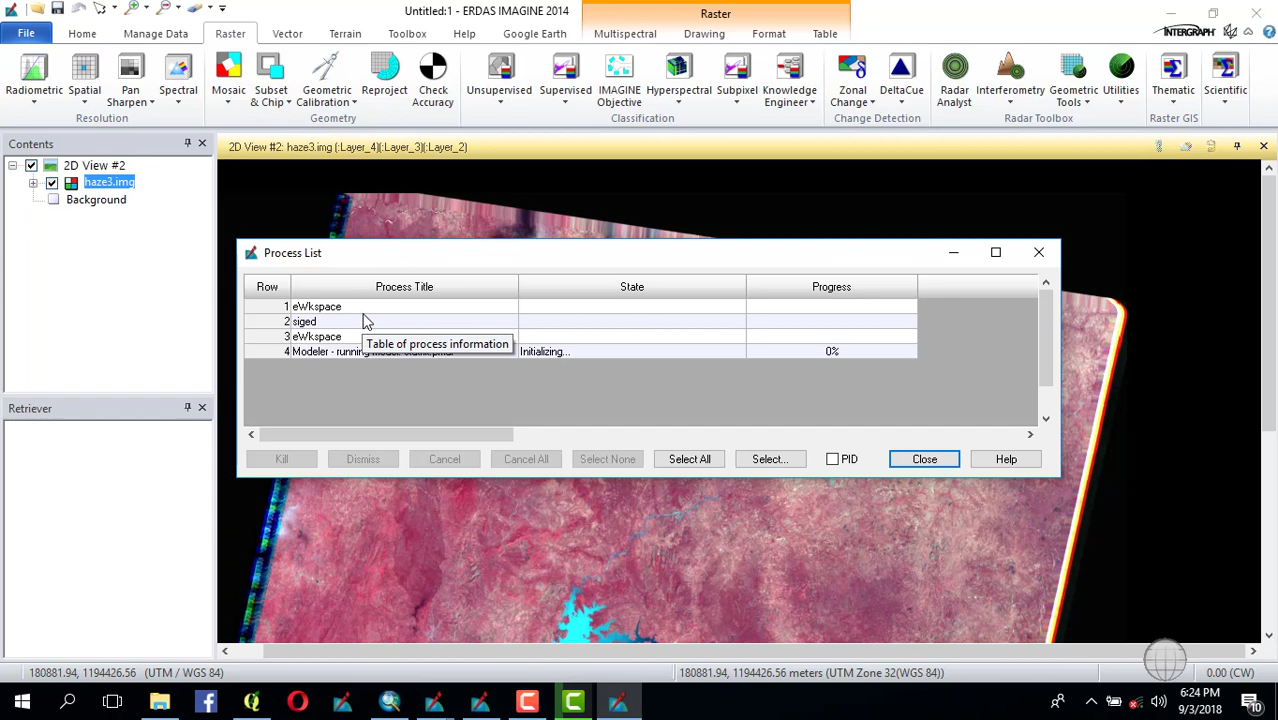 Untitled:1 - ERDAS IMAGINE 2014
Raster
File
Home
Manage Data
Raster
Vector
Terrain
Toolbox
Help
Google Earth
Multispectral
Drawing
Format
Table
INTERGRAPH
Radiometric
Spatial
Pan Sharpen
Spectral
Mosaic
Subset & Chip
Geometric Calibration
Reproject
Check Accuracy
Unsupervised
Supervised
IMAGINE Objective
Hyperspectral
Subpixel
Knowledge Engineer
Zonal Change
DeltaCue
Radar Analyst
Interferometry
Geometric Tools
Utilities
Thematic
Scientific
Resolution
Geometry
Classification
Change Detection
Radar Toolbox
Raster GIS
Contents
2D View #2
haze3.img
Background
Retriever
2D View #2: haze3.img (:Layer_4)(:Layer_3)(:Layer_2)
Process List
Row Process Title State Progress
1 eWkspace
2 siged
3 eWkspace
Table of process information
4 Modeler - running Initializing... 0%
Kill
Dismiss
Cancel
Cancel All
Select None
Select All
Select...
PID
Close
Help
180881.94, 1194426.56 (UTM / WGS 84)
180881.94, 1194426.56 meters (UTM Zone 32(WGS 84))
0.00 (CW)
6:24 PM
9/3/2018
10